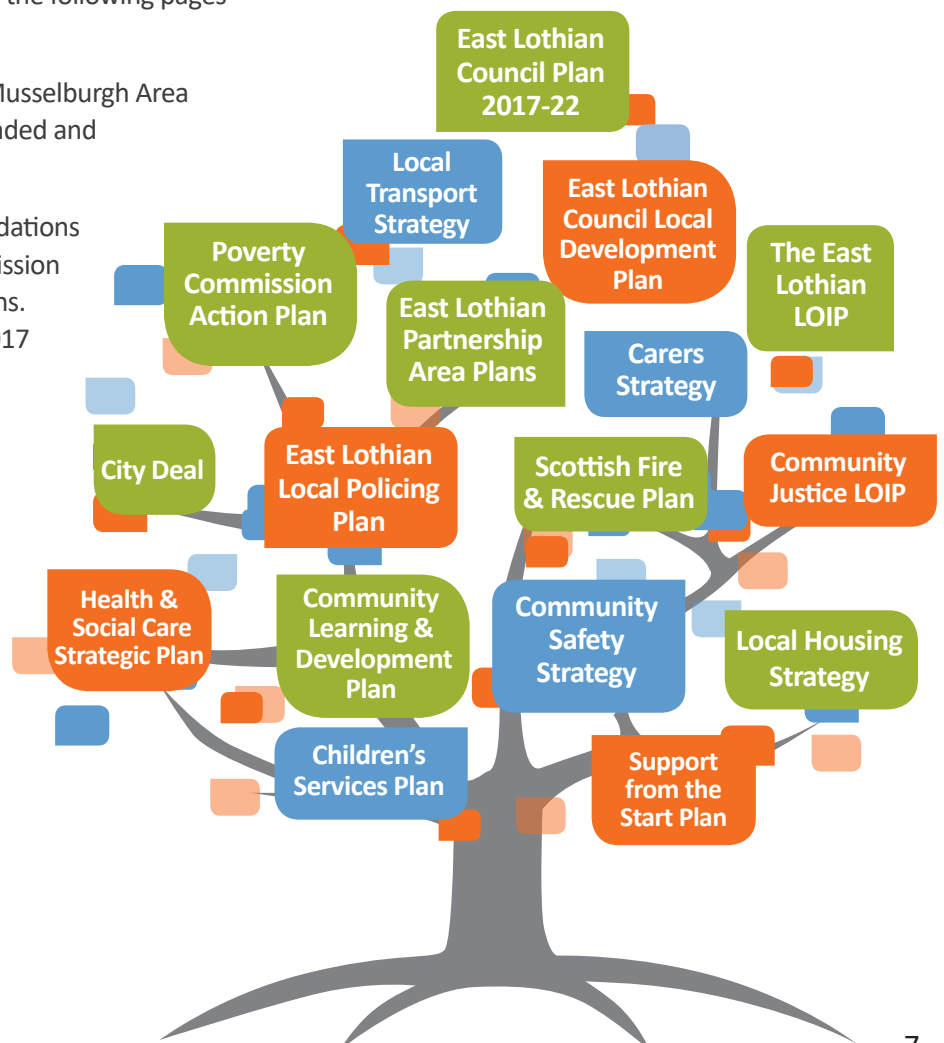 the following pages
Musselburgh Area
nded and
dations
ission
ns.
017
East Lothian
Council Plan
2017-22
Local
Transport
Strategy
East Lothian
Council Local
Development
Plan
Poverty
Commission
Action Plan
The East
Lothian
LOIP
East Lothian
Partnership
Area Plans
Carers
Strategy
City Deal
East Lothian
Local Policing
Plan
Scottish Fire
& Rescue Plan
Community
Justice LOIP
Health &
Social Care
Strategic Plan
Community
Learning &
Development
Plan
Community
Safety
Strategy
Local Housing
Strategy
Children’s
Services Plan
Support
from the
Start Plan